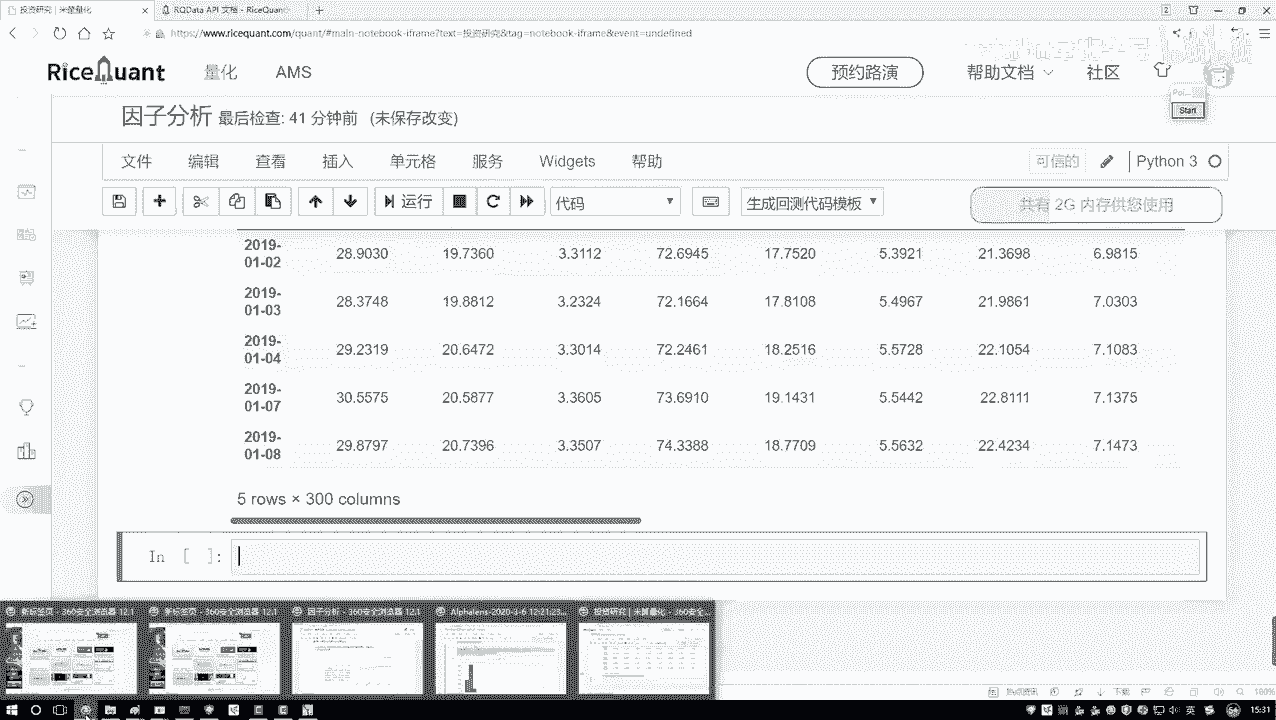 投资研究 | 米筐量化
RQData API 文档 - RiceQuant
https://www.ricequant.com/quant/#main-notebook-iframe?text=投资研究&tag=notebook-iframe&event=undefined
RiceQuant 量化 AMS 预约路演 帮助文档 社区
Start
因子分析 最后检查: 41 分钟前 (未保存改变)
文件 编辑 查看 插入 单元格 服务 Widgets 帮助 可信的 Python 3
运行 代码 生成回测代码模板 共有 2G 内存供您使用
2019-
01-02 28.9030 19.7360 3.3112 72.6945 17.7520 5.3921 21.3698 6.9815
2019-
01-03 28.3748 19.8812 3.2324 72.1664 17.8108 5.4967 21.9861 7.0303
2019-
01-04 29.2319 20.6472 3.3014 72.2461 18.2516 5.5728 22.1054 7.1083
2019-
01-07 30.5575 20.5877 3.3605 73.6910 19.1431 5.5442 22.8111 7.1375
2019-
01-08 29.8797 20.7396 3.3507 74.3388 18.7709 5.5632 22.4234 7.1473
5 rows × 300 columns
In [ ]:
新标签页 - 360安全浏览器 12.1
新标签页 - 360安全浏览器 12.1
因子分析 - 360安全浏览器 12.1
Alphalens-2020-3-6 12:21:23...
投资研究 | 米筐量化 - 360安全...
下载
100%
英
15:31